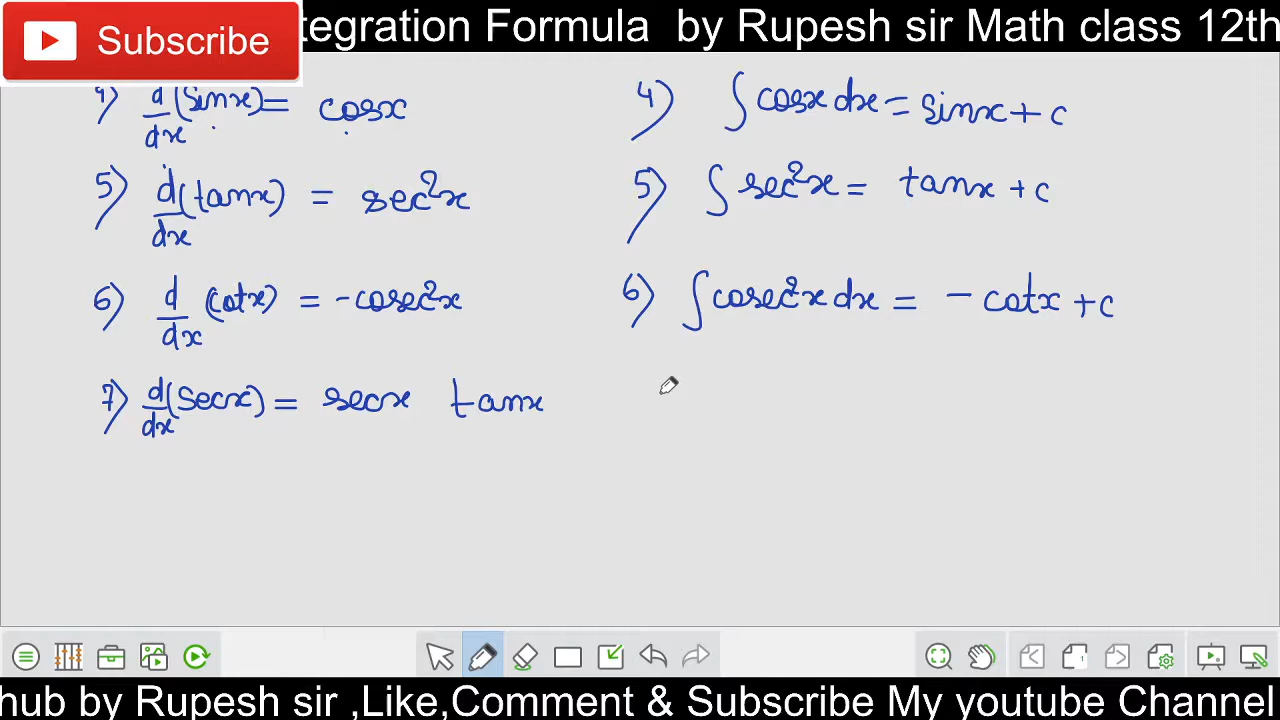 Subscribe
tegration Formula by Rupesh sir Math class 12th
4) d/dx (sinx) = cosx
4) ∫ cosx dx = sinx + c
5) d/dx (tanx) = sec²x
5) ∫ sec²x = tanx + c
6) d/dx (cotx) = -cosec²x
6) ∫ cosec²x dx = - cotx + c
7) d/dx (secx) = secx tanx
hub by Rupesh sir ,Like,Comment & Subscribe My youtube Channel